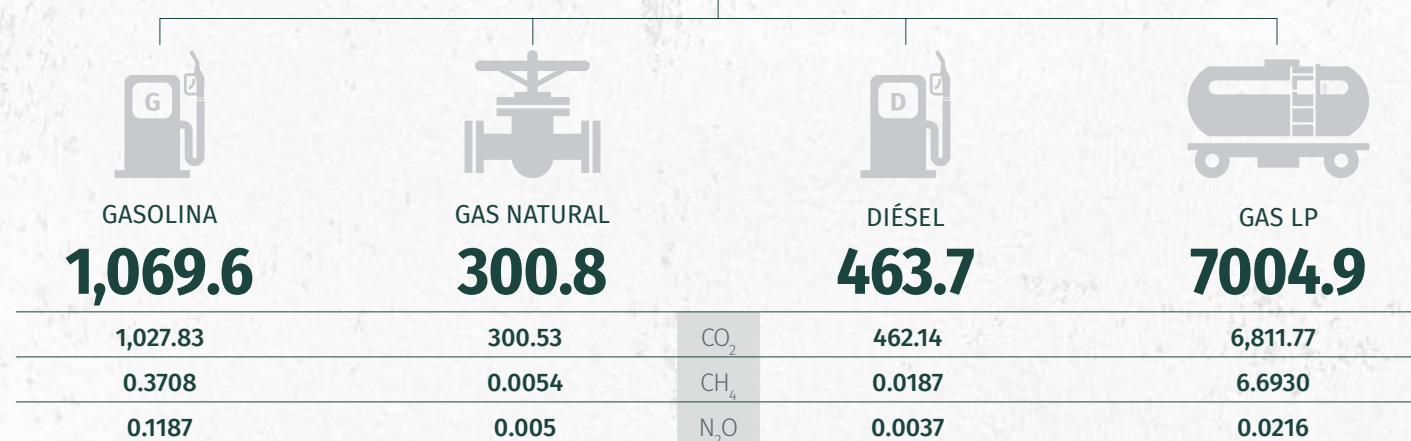 G
D
GASOLINA GAS NATURAL DIÉSEL GAS LP
1,069.6 300.8 463.7 7004.9
1,027.83 300.53 CO₂ 462.14 6,811.77
0.3708 0.0054 CH₄ 0.0187 6.6930
0.1187 0.005 N₂O 0.0037 0.0216